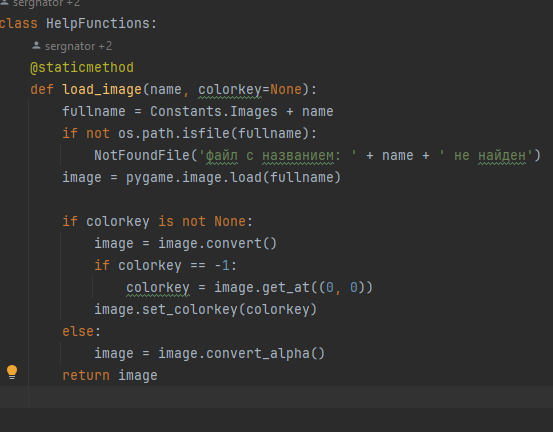 sergnator +2
class HelpFunctions:
sergnator +2
@staticmethod
def load_image(name, colorkey=None):
fullname = Constants.Images + name
if not os.path.isfile(fullname):
NotFoundFile('файл с названием: ' + name + ' не найден')
image = pygame.image.load(fullname)
if colorkey is not None:
image = image.convert()
if colorkey == -1:
colorkey = image.get_at((0, 0))
image.set_colorkey(colorkey)
else:
image = image.convert_alpha()
return image